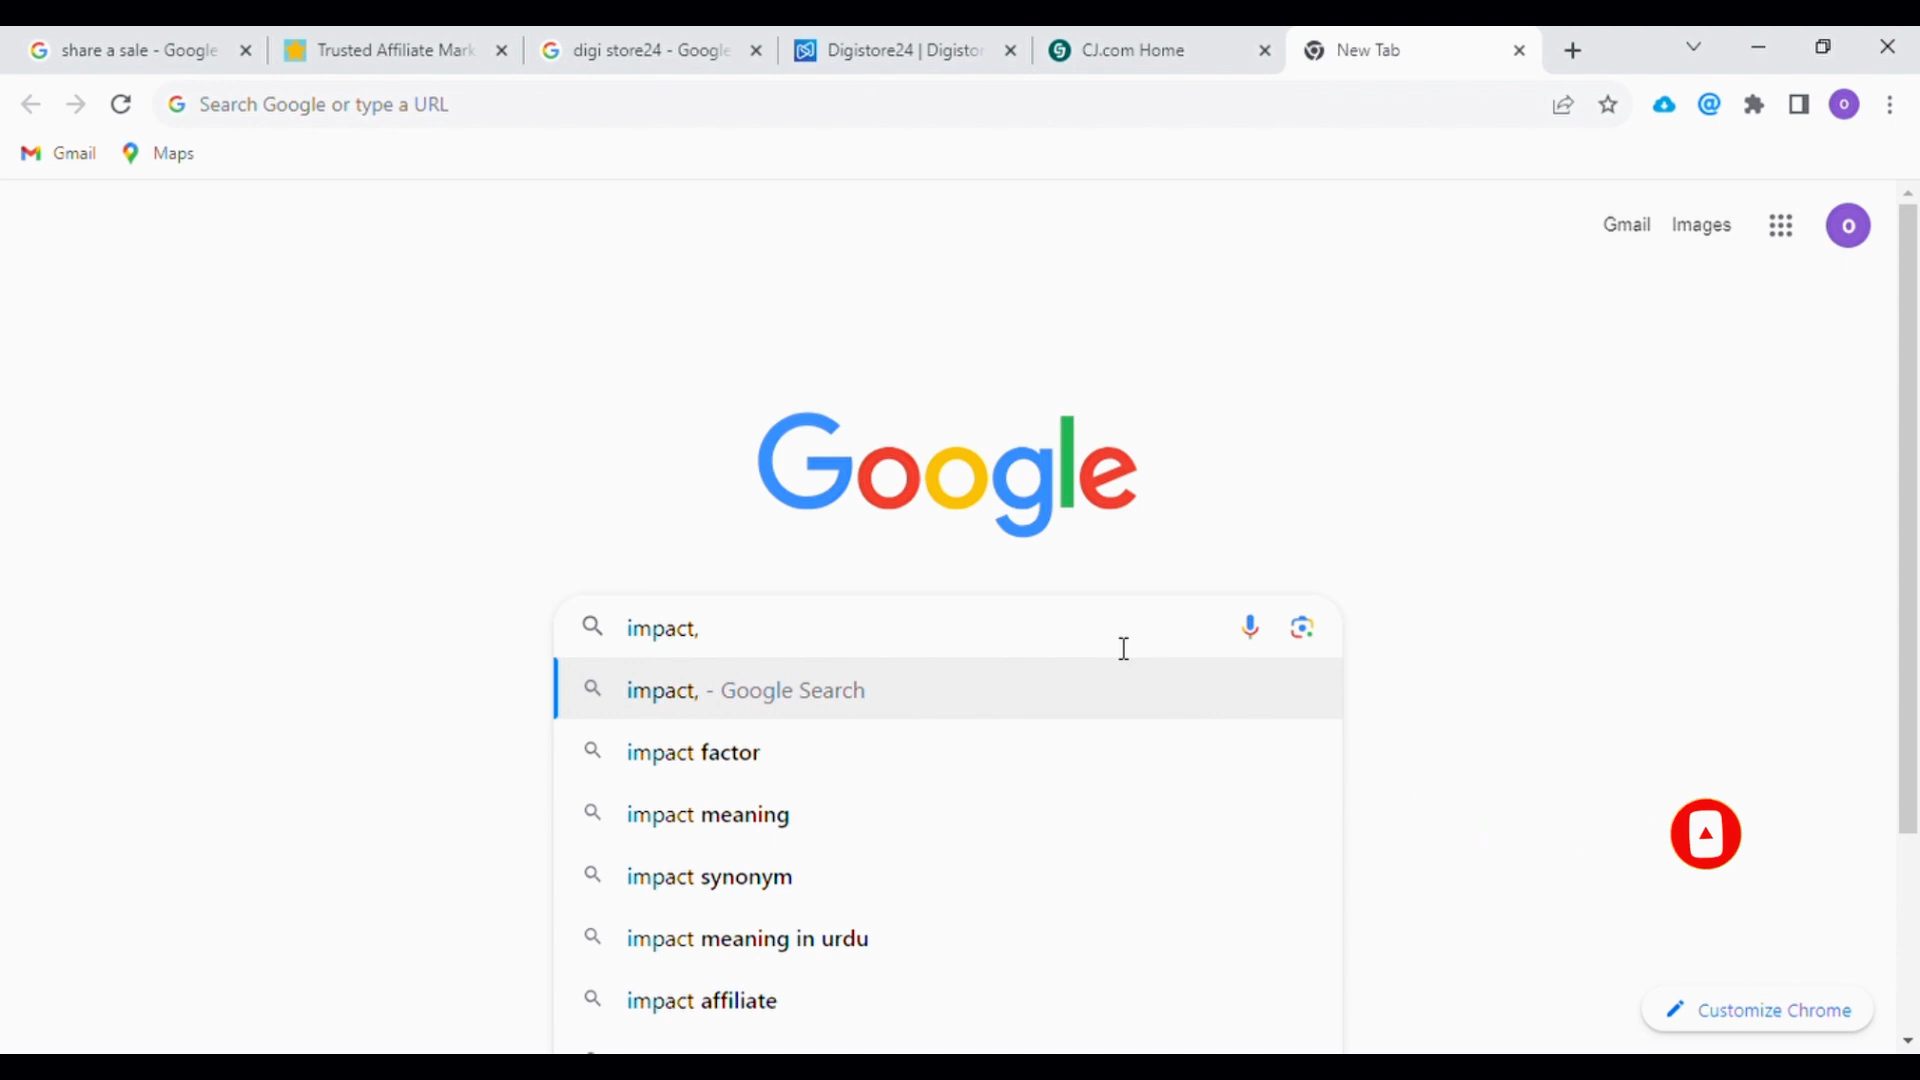 share a sale - Google
Trusted Affiliate Mark
digi store24 - Google
Digistore24 | Digistor
CJ.com Home
New Tab
Search Google or type a URL
o
Gmail
Maps
Gmail
Images
o
Google
impact,
impact, - Google Search
impact factor
impact meaning
impact synonym
impact meaning in urdu
impact affiliate
Customize Chrome